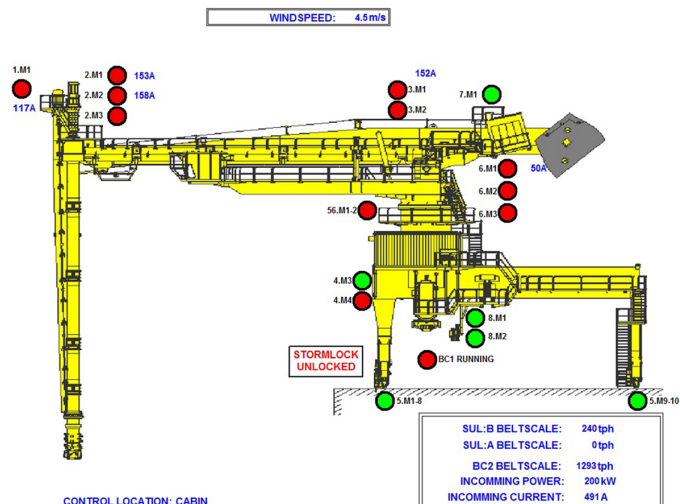 WINDSPEED: 4.5m/s
1.M1
117A
2.M1 153A
2.M2 158A
2.M3
152A
3.M1
3.M2
7.M1
50A
6.M1
6.M2
6.M3
56.M1-2
4.M3
4.M4
8.M1
8.M2
STORMLOCK
UNLOCKED
BC1 RUNNING
5.M1-8
5.M9-10
SUL:B BELTSCALE: 240tph
SUL:A BELTSCALE: 0tph
BC2 BELTSCALE: 1293tph
INCOMMING POWER: 200kW
INCOMMING CURRENT: 491A
CONTROL LOCATION: CABIN